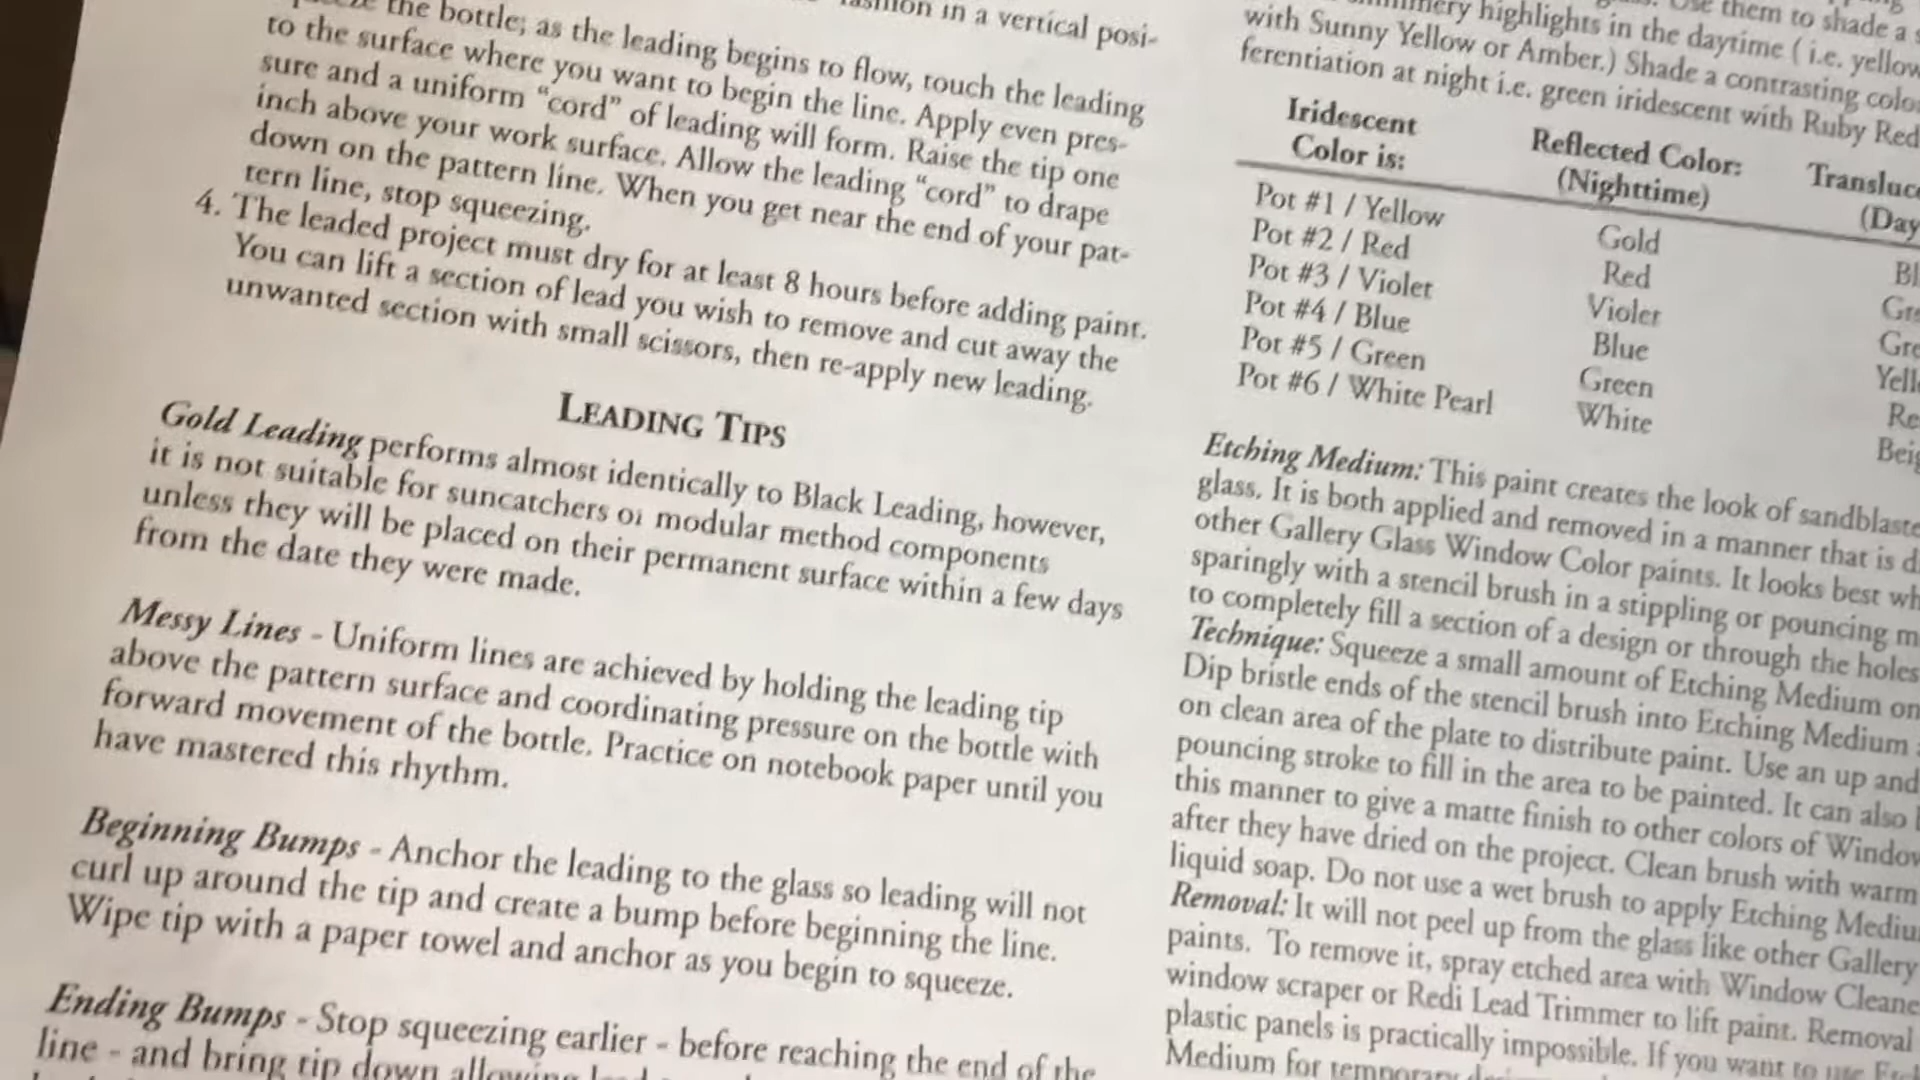 the bottle; as the leading begins to flow, touch the leading
in a vertical posi-
to the surface where you want to begin the line. Apply even pres-
sure and a uniform "cord" of leading will form. Raise the tip one
inch above your work surface. Allow the leading "cord" to drape
down on the pattern line. When you get near the end of your pat-
tern line, stop squeezing.
4. The leaded project must dry for at least 8 hours before adding paint.
You can lift a section of lead you wish to remove and cut away the
unwanted section with small scissors, then re-apply new leading.
LEADING TIPS
Gold Leading performs almost identically to Black Leading, however,
it is not suitable for suncatchers or modular method components
unless they will be placed on their permanent surface within a few days
from the date they were made.
Messy Lines - Uniform lines are achieved by holding the leading tip
above the pattern surface and coordinating pressure on the bottle with
forward movement of the bottle. Practice on notebook paper until you
have mastered this rhythm.
Beginning Bumps - Anchor the leading to the glass so leading will not
curl up around the tip and create a bump before beginning the line.
Wipe tip with a paper towel and anchor as you begin to squeeze.
Ending Bumps - Stop squeezing earlier - before reaching the end of the
line - and bring tip down allowing
Use them to shade a
highlights in the daytime ( i.e. yellow
with Sunny Yellow or Amber.) Shade a contrasting
ferentiation at night i.e. green iridescent with Ruby Red
Iridescent Color is: Reflected Color: (Nighttime)
Pot #1 / Yellow Gold
Pot #2 / Red Red
Pot #3 / Violet Violet
Pot #4 / Blue Blue
Pot #5 / Green Green
Pot #6 / White Pearl White
Etching Medium: This paint creates the look of
glass. It is both applied and removed in a manner that is
other Gallery Glass Window Color paints. It looks best
sparingly with a stencil brush in a stippling or pouncing
to completely fill a section of a design or through the holes
Technique: Squeeze a small amount of Etching Medium on
Dip bristle ends of the stencil brush into Etching Medium
on clean area of the plate to distribute paint. Use an up and
pouncing stroke to fill in the area to be painted. It can also
this manner to give a matte finish to other colors of
after they have dried on the project. Clean brush with warm
liquid soap. Do not use a wet brush to apply Etching
Removal: It will not peel up from the glass like other Gallery
paints. To remove it, spray etched area with Window
window scraper or Redi Lead Trimmer to lift paint. Removal
plastic panels is practically impossible. If you want to use
Medium for temporary